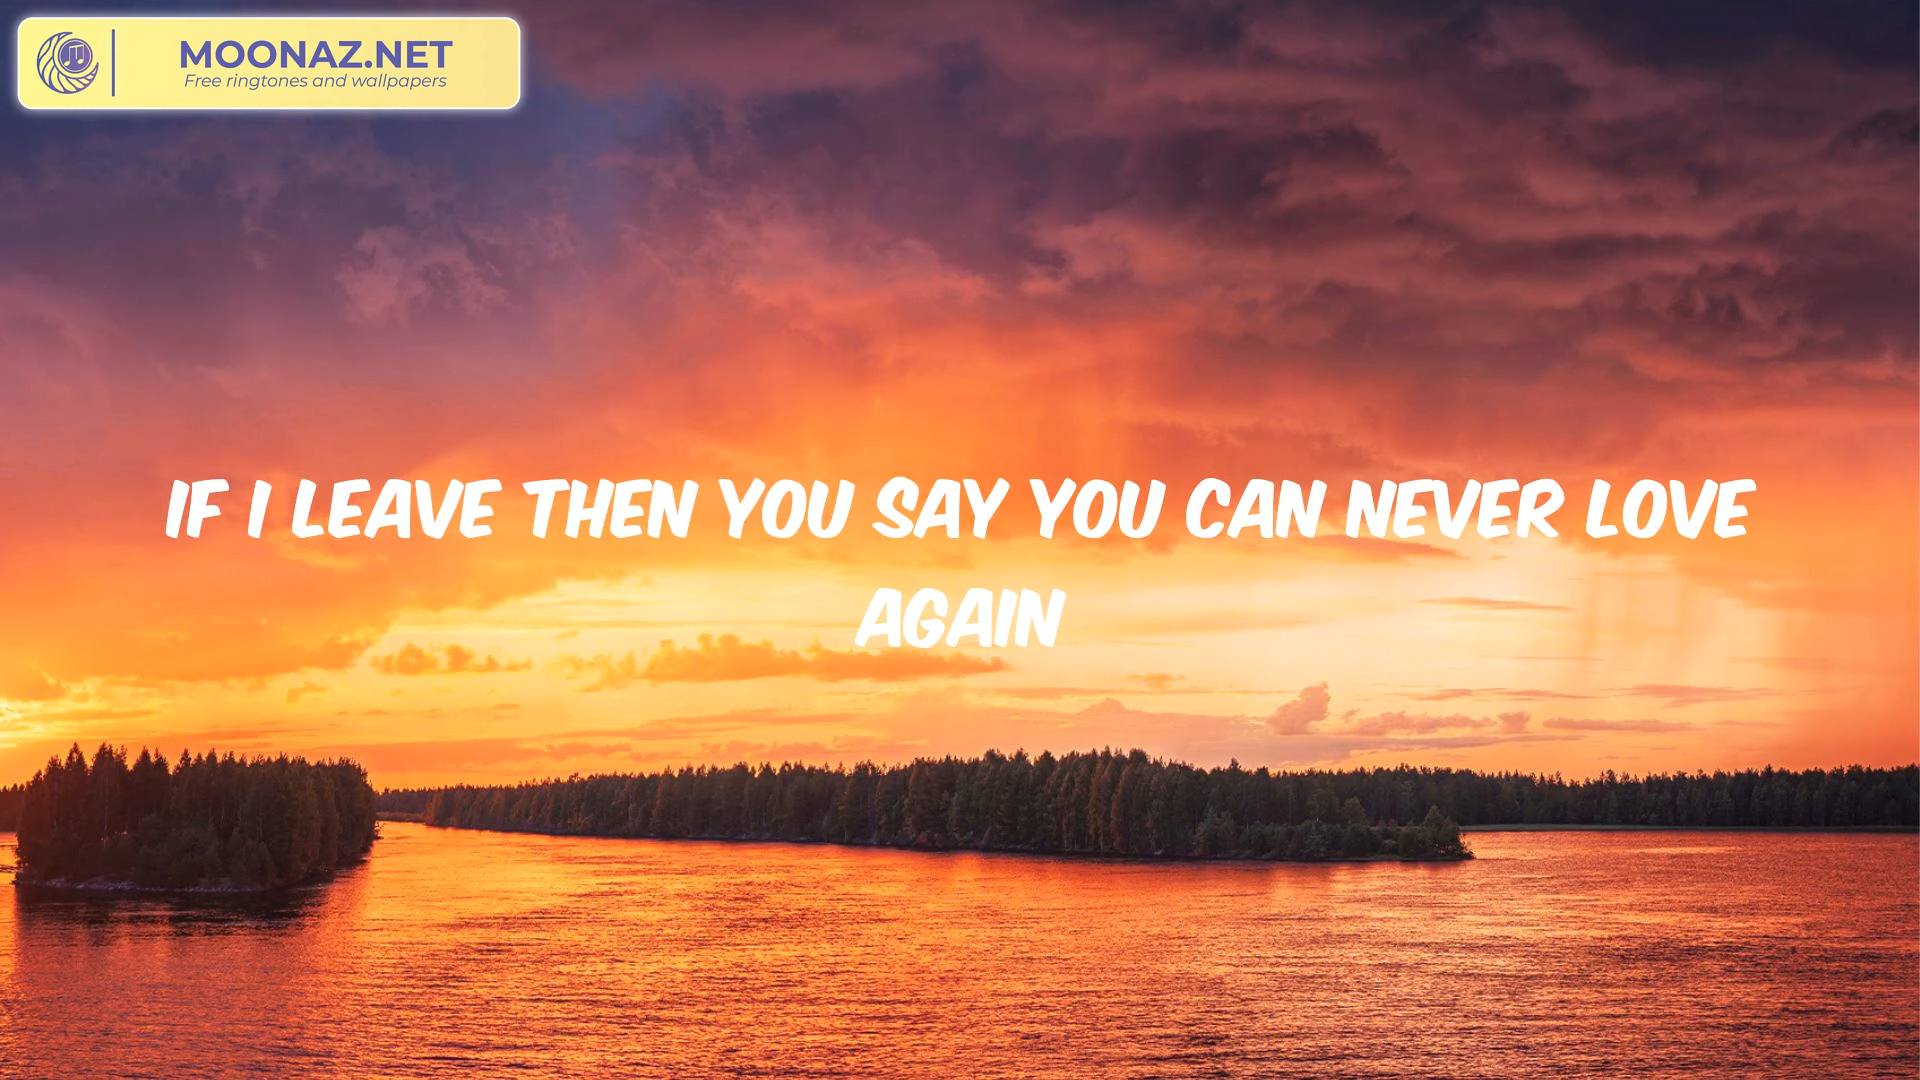 MOONAZ.NET
Free ringtones and wallpapers
IF I LEAVE THEN YOU SAY YOU CAN NEVER LOVE
AGAIN